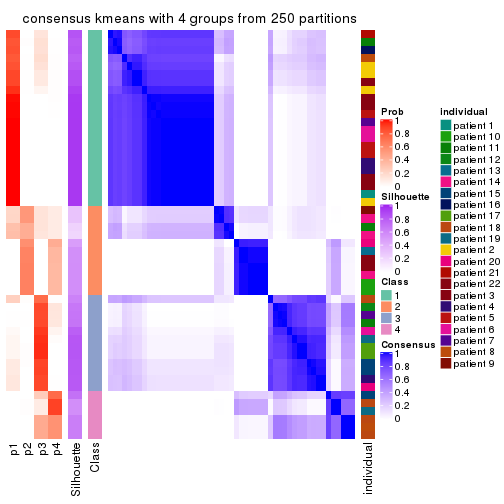 consensus kmeans with 4 groups from 250 partitions
Prob
1
0.8
0.6
0.4
0.2
0
Silhouette
1
0.8
0.6
0.4
0.2
0
Class
1
2
3
4
Consensus
1
0.8
0.6
0.4
0.2
0
individual
patient 1
patient 10
patient 11
patient 12
patient 13
patient 14
patient 15
patient 16
patient 17
patient 18
patient 19
patient 2
patient 20
patient 21
patient 22
patient 3
patient 4
patient 5
patient 6
patient 7
patient 8
patient 9
p1
p2
p3
p4
Silhouette
Class
individual